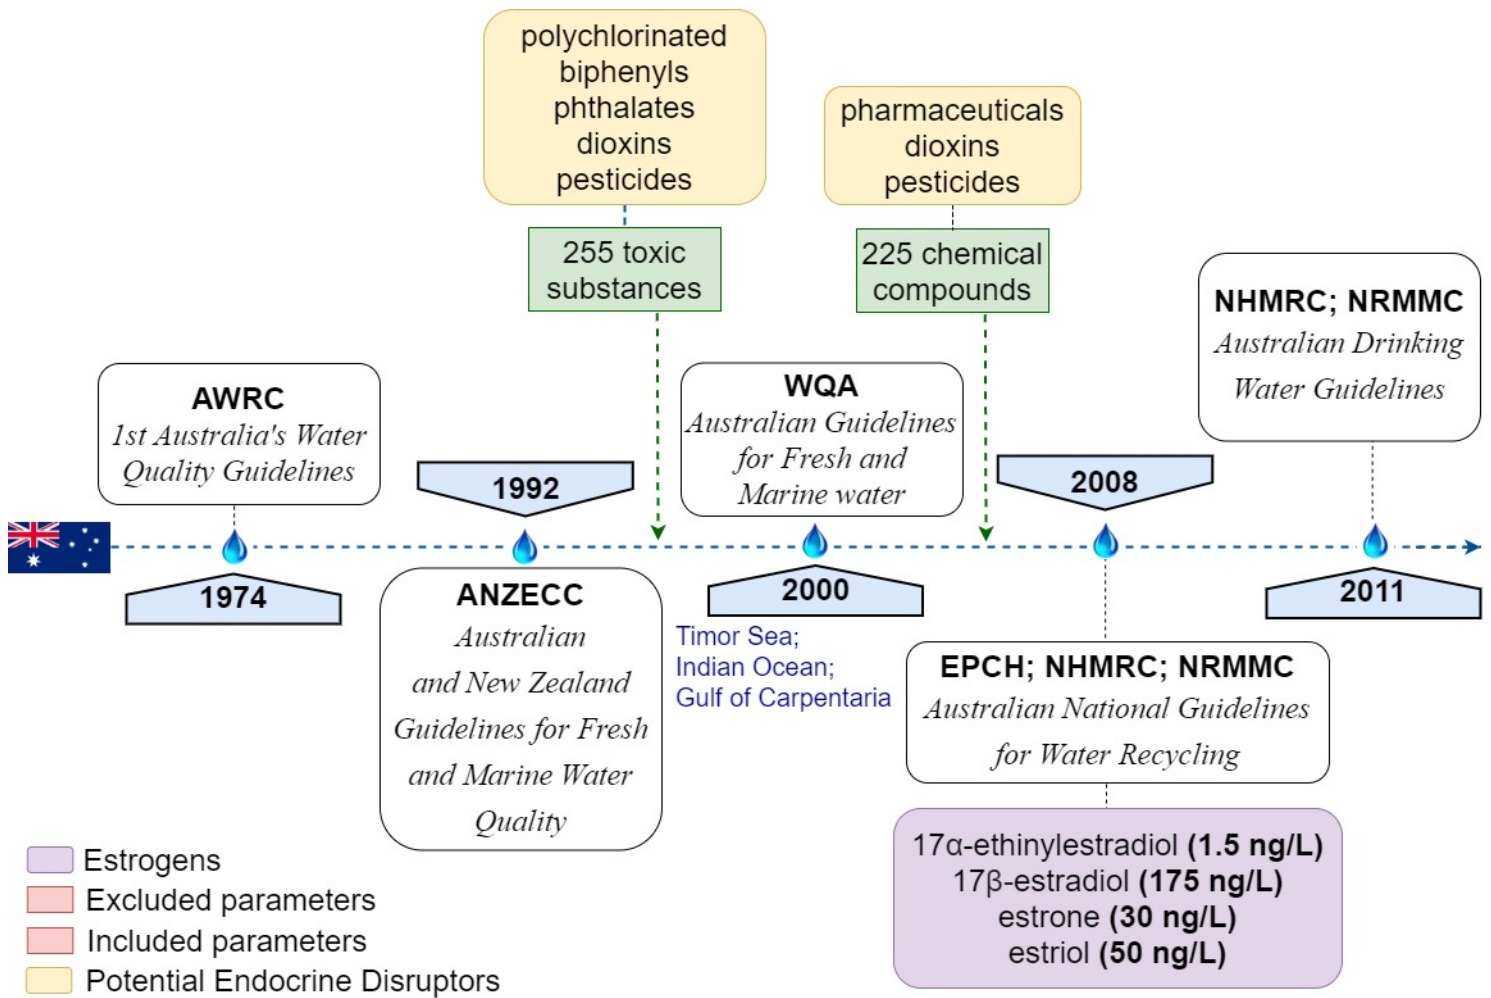 polychlorinated
biphenyls
phthalates
dioxins
pesticides
255 toxic
substances
pharmaceuticals
dioxins
pesticides
225 chemical
compounds
NHMRC; NRMMC
Australian Drinking
Water Guidelines
AWRC
1st Australia's Water
Quality Guidelines
1992
WQA
Australian Guidelines
for Fresh and
Marine water
2008
1974
ANZECC
Australian
and New Zealand
Guidelines for Fresh
and Marine Water
Quality
2000
Timor Sea;
Indian Ocean;
Gulf of Carpentaria
2011
EPCH; NHMRC; NRMMC
Australian National Guidelines
for Water Recycling
17α-ethinylestradiol (1.5 ng/L)
17β-estradiol (175 ng/L)
estrone (30 ng/L)
estriol (50 ng/L)
Estrogens
Excluded parameters
Included parameters
Potential Endocrine Disruptors